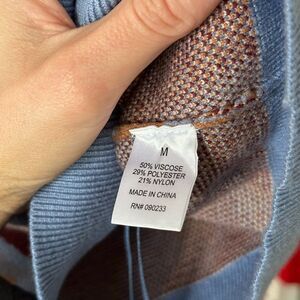 M
50% VISCOSE
29% POLYESTER
21% NYLON
MADE IN CHINA
RN# 090233